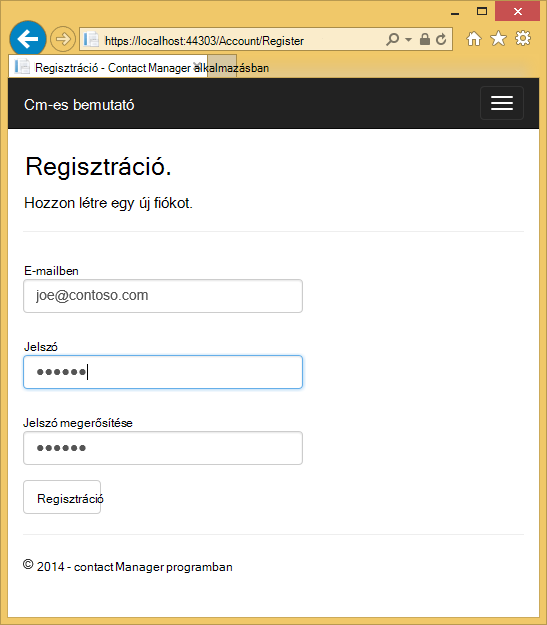 https://localhost:44303/Account/Register
Regisztráció - Contact Manager alkalmazásban
Cm-es bemutató
Regisztráció.
Hozzon létre egy új fiókot.
E-mailben
joe@contoso.com
Jelszó
●●●●●●
Jelszó megerősítése
●●●●●●
Regisztráció
© 2014 - contact Manager programban